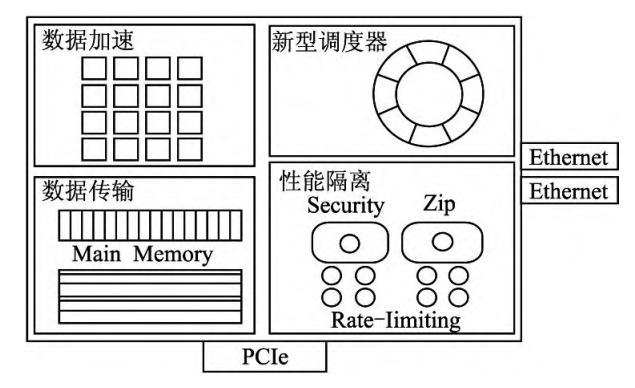 数据加速
新型调度器
Ethernet
Ethernet
数据传输
Main Memory
性能隔离
Security
Zip
Rate-Iimiting
PCIe